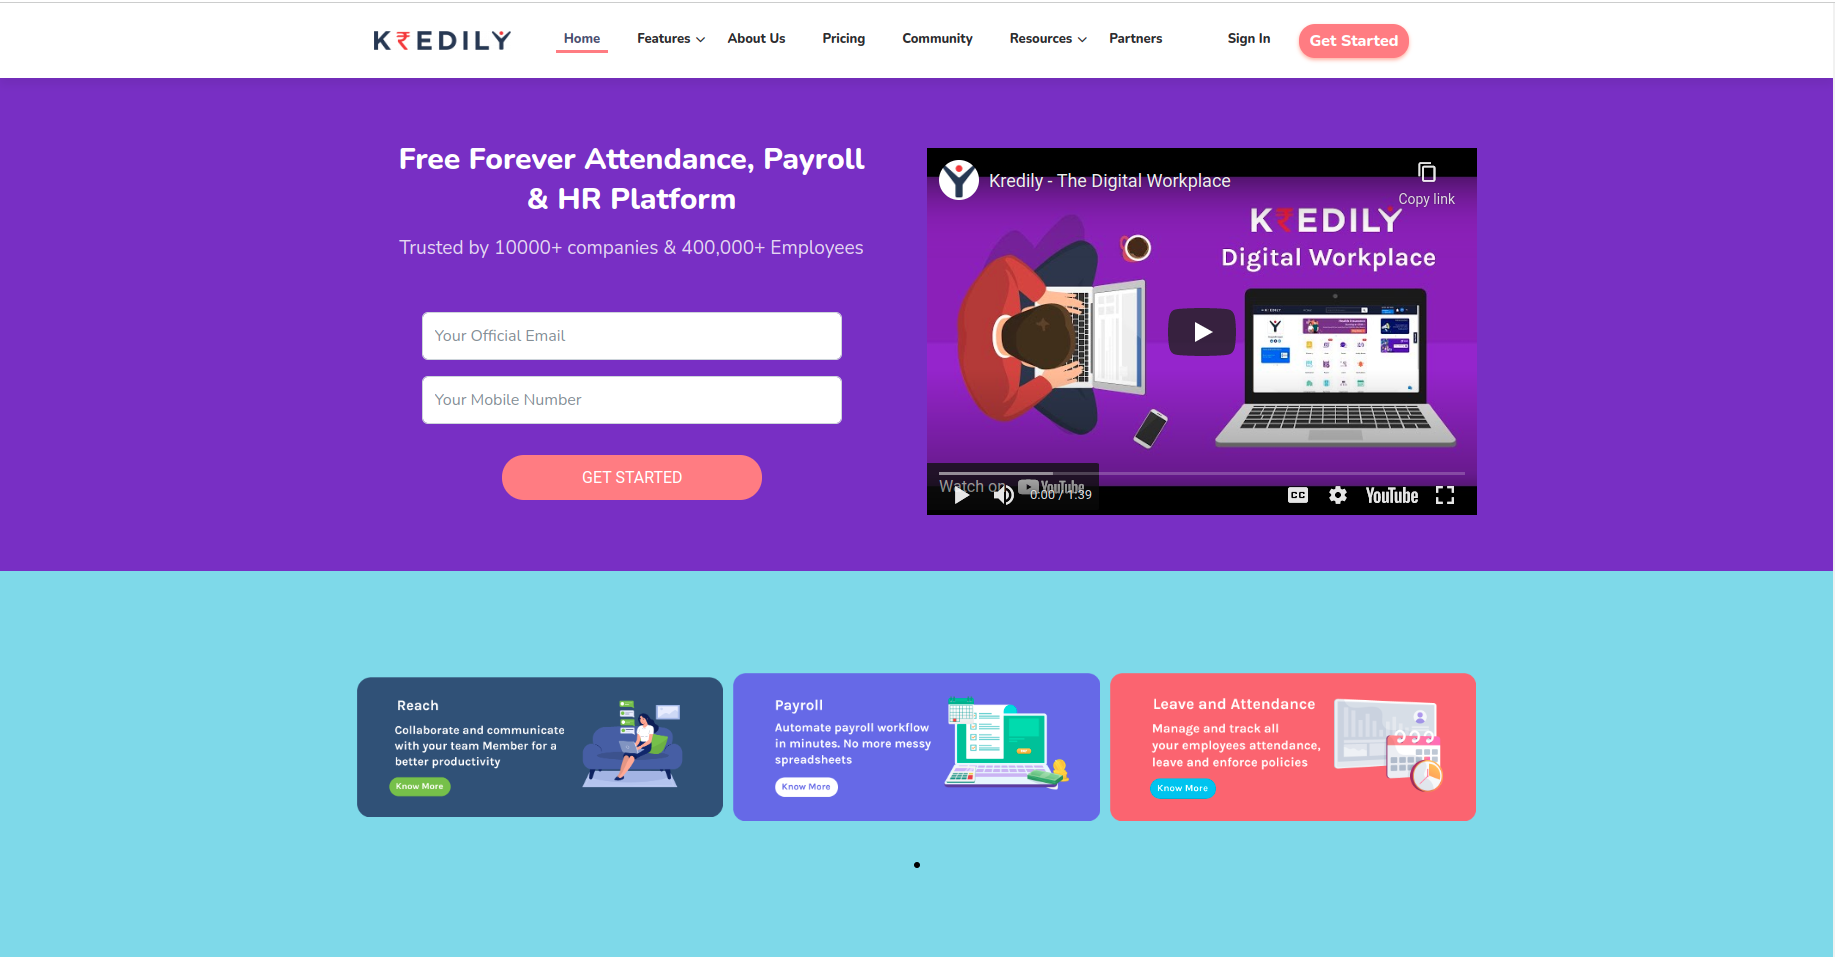 KREDILY
Home
Features
About Us
Pricing
Community
Resources
Partners
Sign In
Get Started
Free Forever Attendance, Payroll
& HR Platform
Trusted by 10000+ companies & 400,000+ Employees
Your Official Email
Your Mobile Number
GET STARTED
Kredily - The Digital Workplace
Copy link
KREDILY
Digital Workplace
Watch on YouTube
0:00 / 1:39
CC
YouTube
Reach
Collaborate and communicate
with your team Member for a
better productivity
Know More
Payroll
Automate payroll workflow
in minutes. No more messy
spreadsheets
Know More
Leave and Attendance
Manage and track all
your employees attendance,
leave and enforce policies
Know More